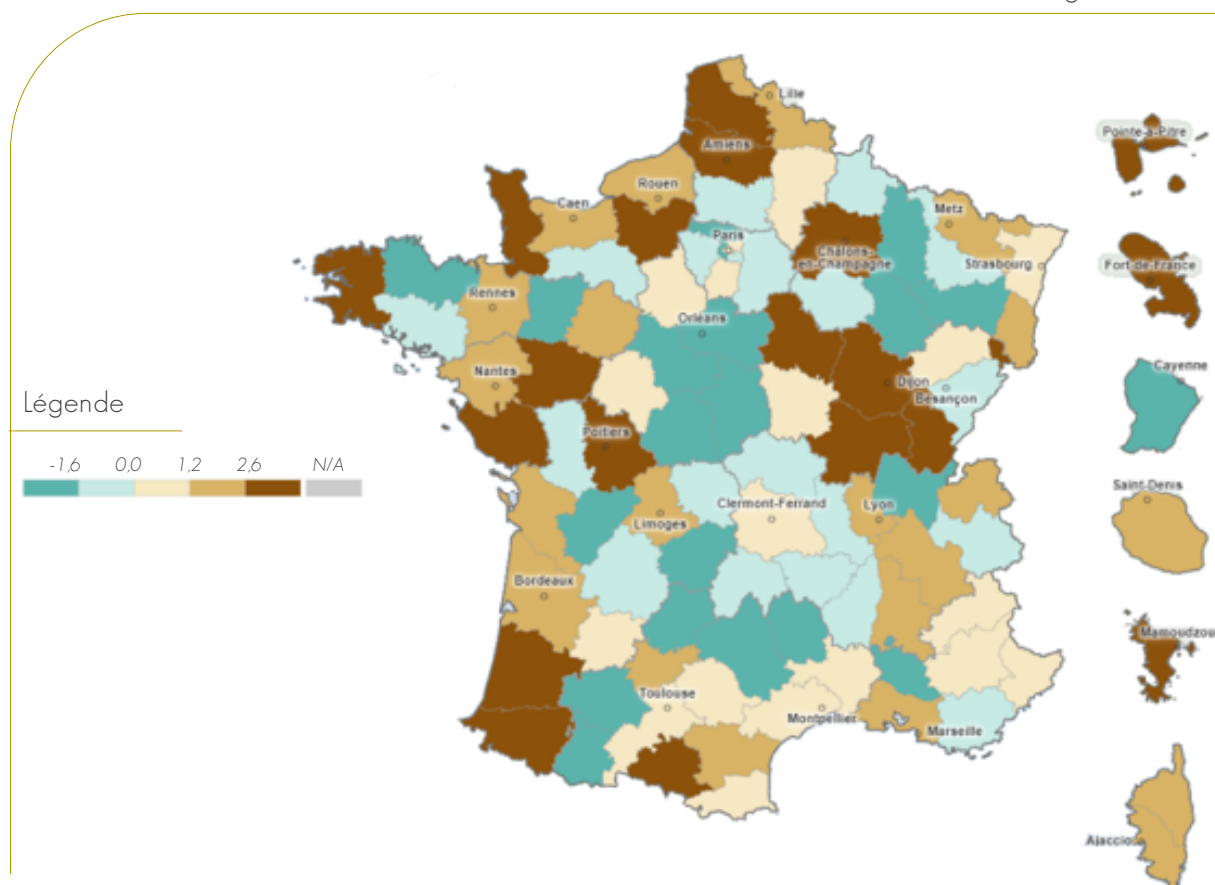 Lille
Pointe-à-Pitre
Amiens
Rouen
Caen
Metz
Paris
Châlons-
en-Champagne
Strasbourg
Fort-de-France
Rennes
Orléans
Nantes
Dijon
Besançon
Cayenne
Légende
Poitiers
-1,6 0,0 1,2 2,6 N/A
Saint-Denis
Clermont-Ferrand
Lyon
Limoges
Bordeaux
Mamoudzou
Toulouse
Montpellier
Marseille
Ajaccio